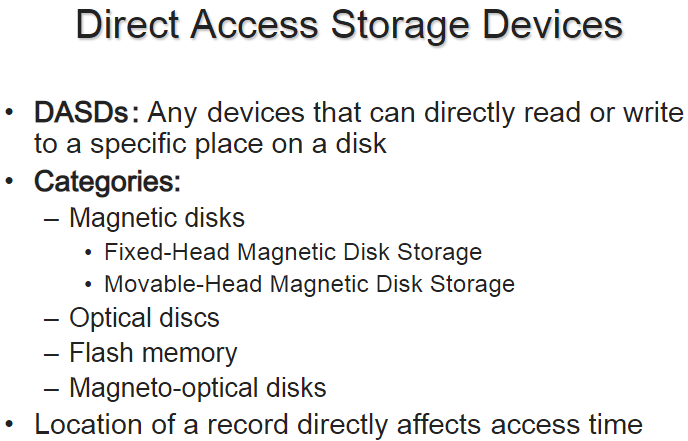 Direct Access Storage Devices
• DASDs: Any devices that can directly read or write
to a specific place on a disk
• Categories:
– Magnetic disks
• Fixed-Head Magnetic Disk Storage
• Movable-Head Magnetic Disk Storage
– Optical discs
– Flash memory
– Magneto-optical disks
• Location of a record directly affects access time